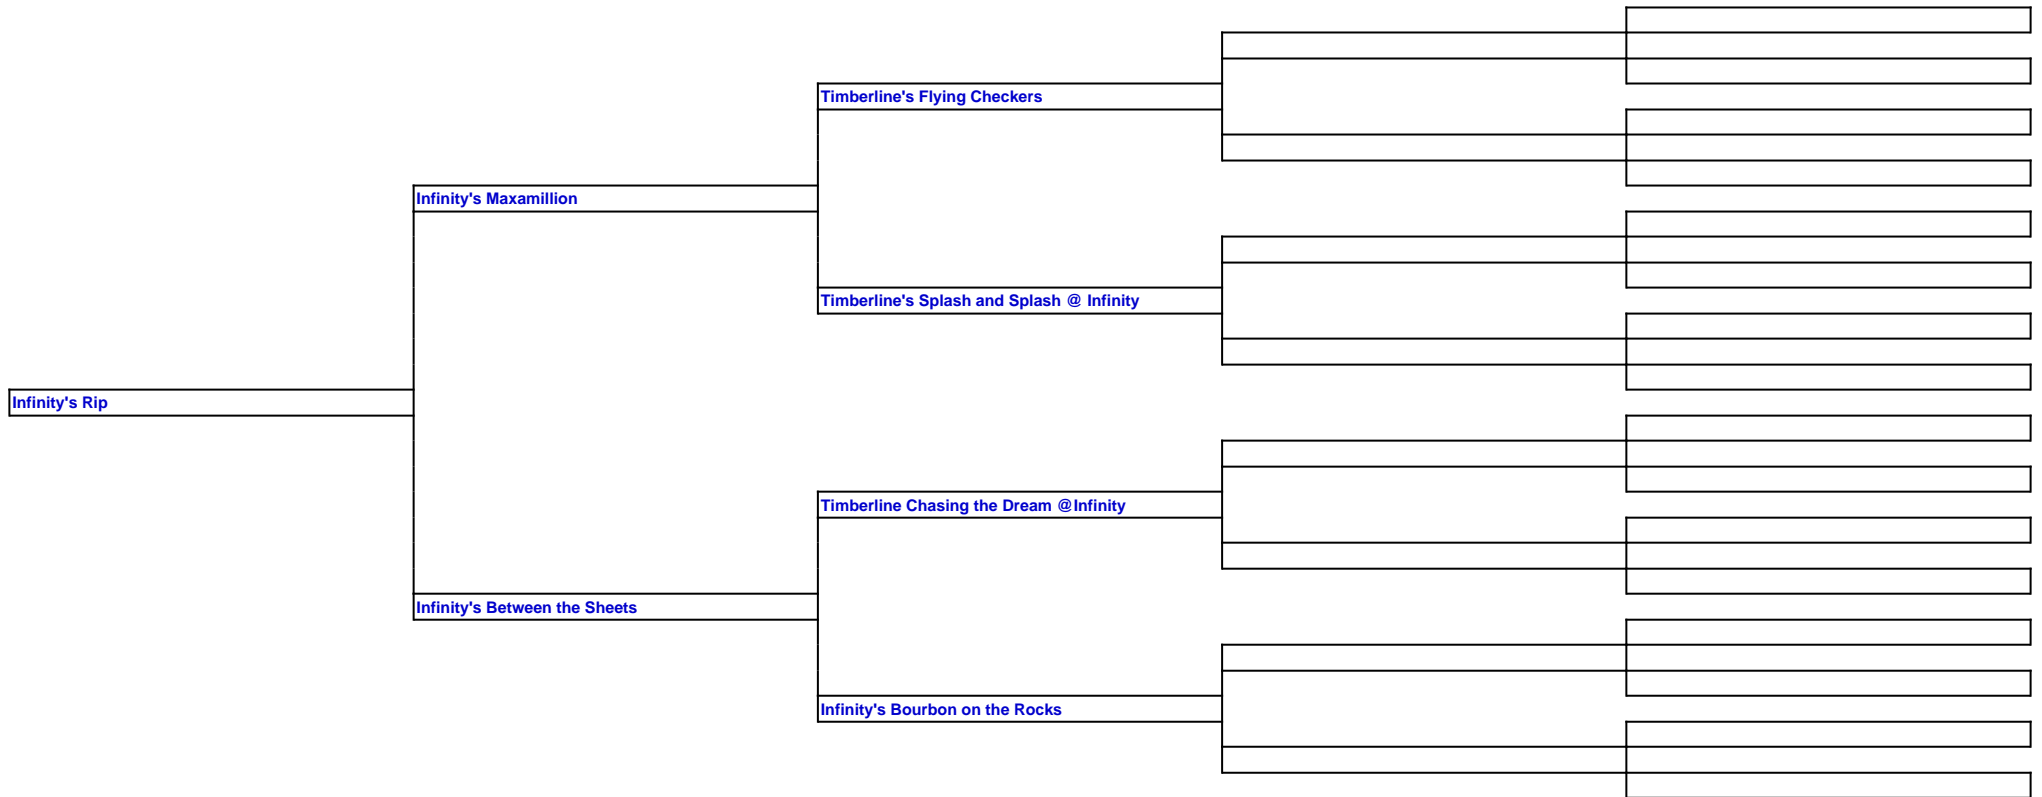 Timberline's Flying Checkers
Infinity's Maxamillion
Timberline's Splash and Splash @ Infinity
Infinity's Rip
Timberline Chasing the Dream @Infinity
Infinity's Between the Sheets
Infinity's Bourbon on the Rocks